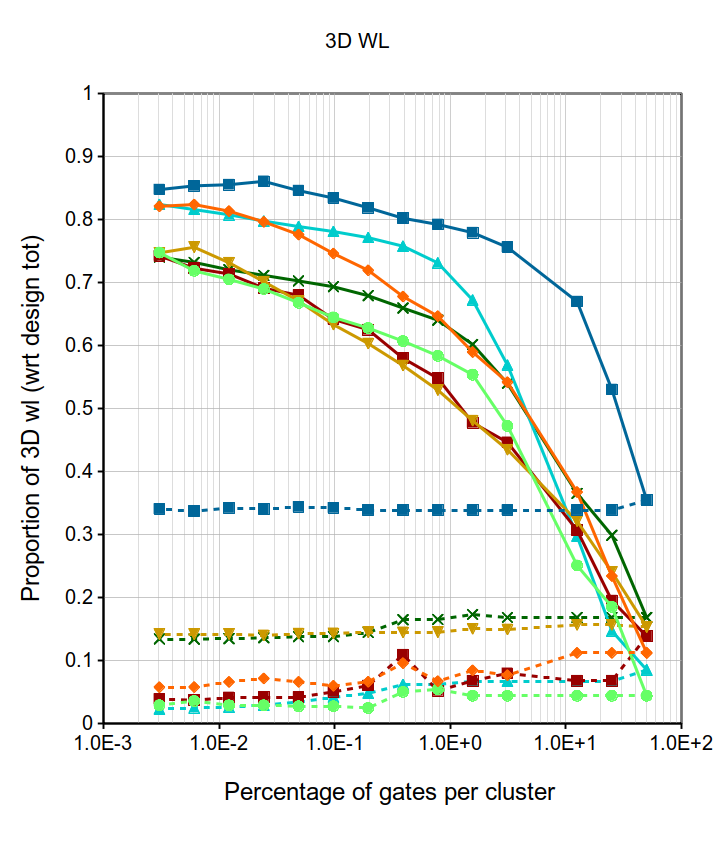 3D WL
1
0.9
0.8
0.7
0.6
0.5
0.4
0.3
0.2
0.1
0
Proportion of 3D wl (wrt design tot)
1.0E-3 1.0E-2 1.0E-1 1.0E+0 1.0E+1 1.0E+2
Percentage of gates per cluster